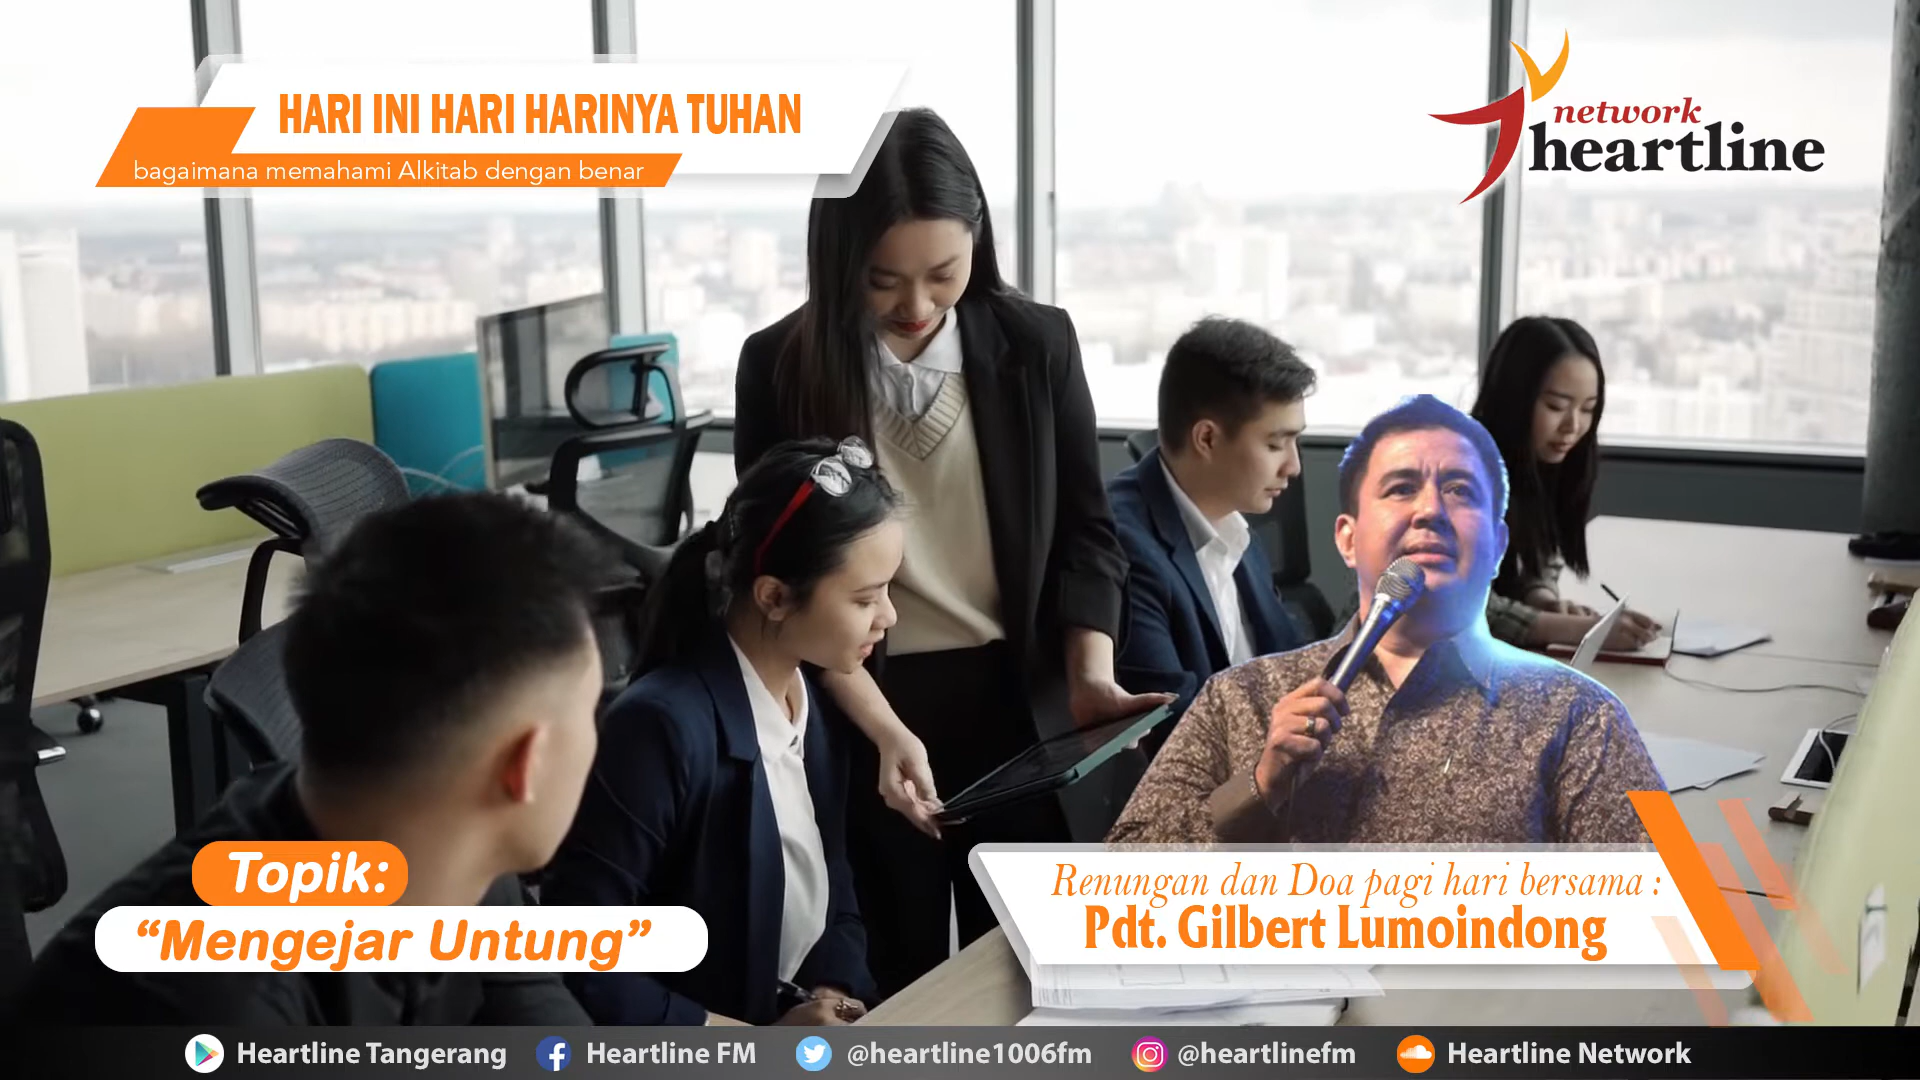 HARI INI HARI HARINYA TUHAN
bagaimana memahami Alkitab dengan benar
network
heartline
Topik:
“Mengejar Untung”
Renungan dan Doa pagi hari bersama :
Pdt. Gilbert Lumoindong
Heartline Tangerang
Heartline FM
@heartline1006fm
@heartlinefm
Heartline Network